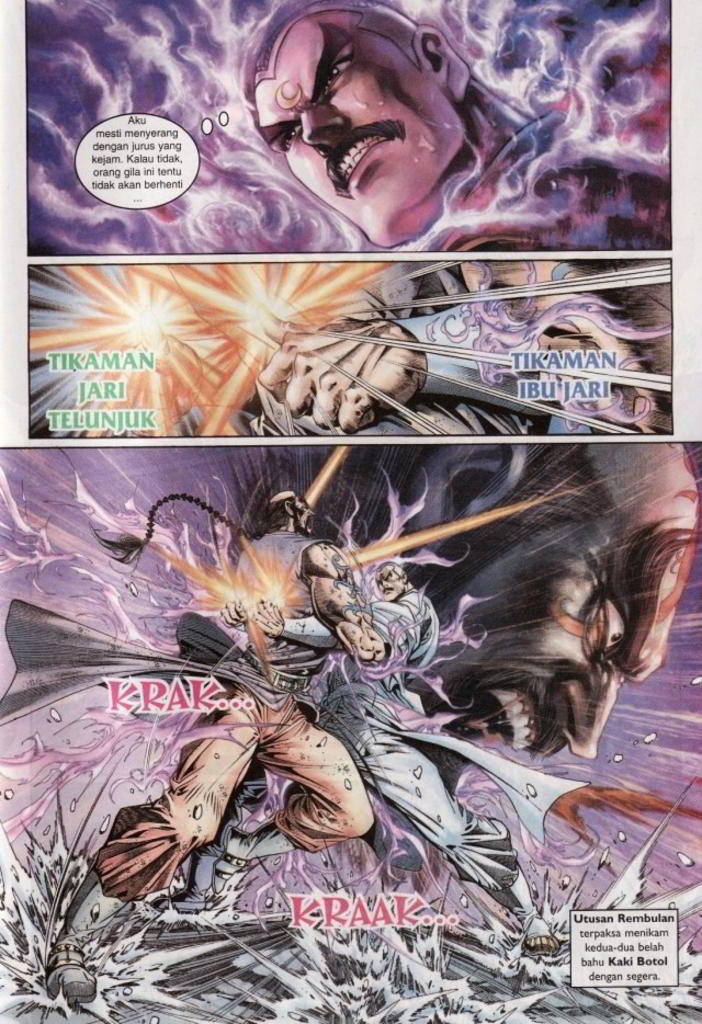 Aku
mesti menyerang
dengan jurus yang
kejam. Kalau tidak,
orang gila ini tentu
tidak akan berhenti
...
TIKAMAN
JARI
TELUNJUK
TIKAMAN
IBU JARI
KRAK...
KRAAK...
Utusan Rembulan
terpaksa menikam
kedua-dua belah
bahu Kaki Botol
dengan segera.